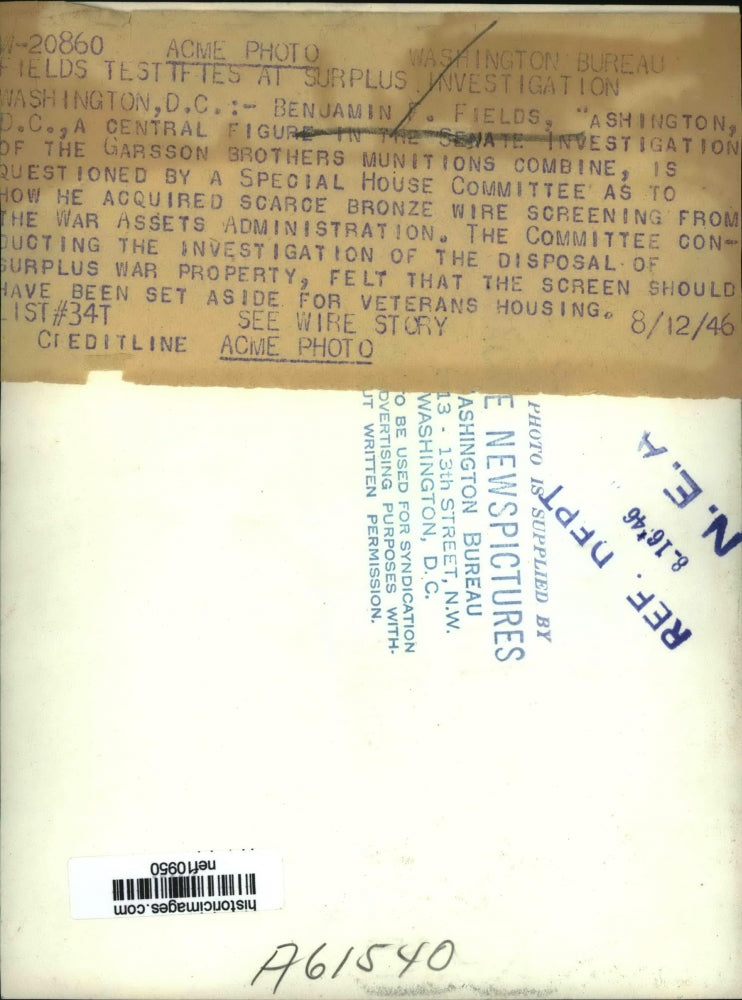 W-20860 ACME PHOTO WASHINGTON BUREAU
FIELDS TESTIFIES AT SURPLUS INVESTIGATION
WASHINGTON,D.C.:- BENJAMIN F. FIELDS, "ASHINGTON,
D.C.,A CENTRAL FIGURE IN THE SENATE INVESTIGATION
OF THE GARSSON BROTHERS MUNITIONS COMBINE, IS
QUESTIONED BY A SPECIAL HOUSE COMMITTEE AS TO
HOW HE ACQUIRED SCARCE BRONZE WIRE SCREENING FROM
THE WAR ASSETS ADMINISTRATION. THE COMMITTEE CON-
DUCTING THE INVESTIGATION OF THE DISPOSAL OF
SURPLUS WAR PROPERTY, FELT THAT THE SCREEN SHOULD
HAVE BEEN SET ASIDE FOR VETERANS HOUSING.
LIST#34T SEE WIRE STORY 8/12/46
CREDITLINE ACME PHOTO
PHOTO IS SUPPLIED BY
E NEWSPICTURES
ASHINGTON BUREAU
13 - 13th STREET, N.W.
WASHINGTON, D.C.
TO BE USED FOR SYNDICATION
DVERTISING PURPOSES WITH-
UT WRITTEN PERMISSION.
N.E.A
8-16-46
REF. DEPT
historicimages.com
nef10950
A61540